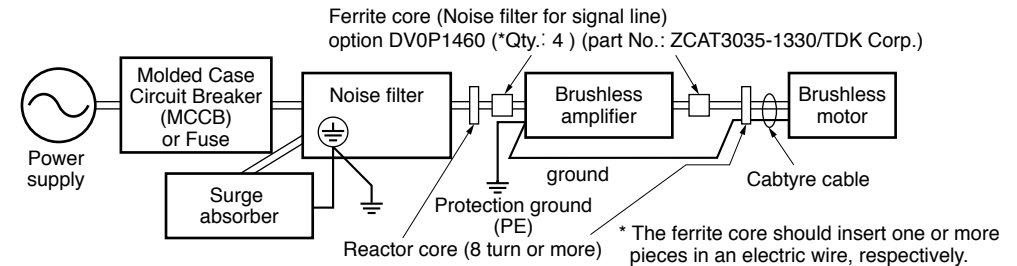 Ferrite core (Noise filter for signal line)
option DV0P1460 (*Qty.: 4 ) (part No.: ZCAT3035-1330/TDK Corp.)
Power
supply
Molded Case
Circuit Breaker
(MCCB)
or Fuse
Noise filter
Brushless
amplifier
Brushless
motor
Surge
absorber
ground
Cabtyre cable
Protection ground
(PE)
Reactor core (8 turn or more)
* The ferrite core should insert one or more
pieces in an electric wire, respectively.